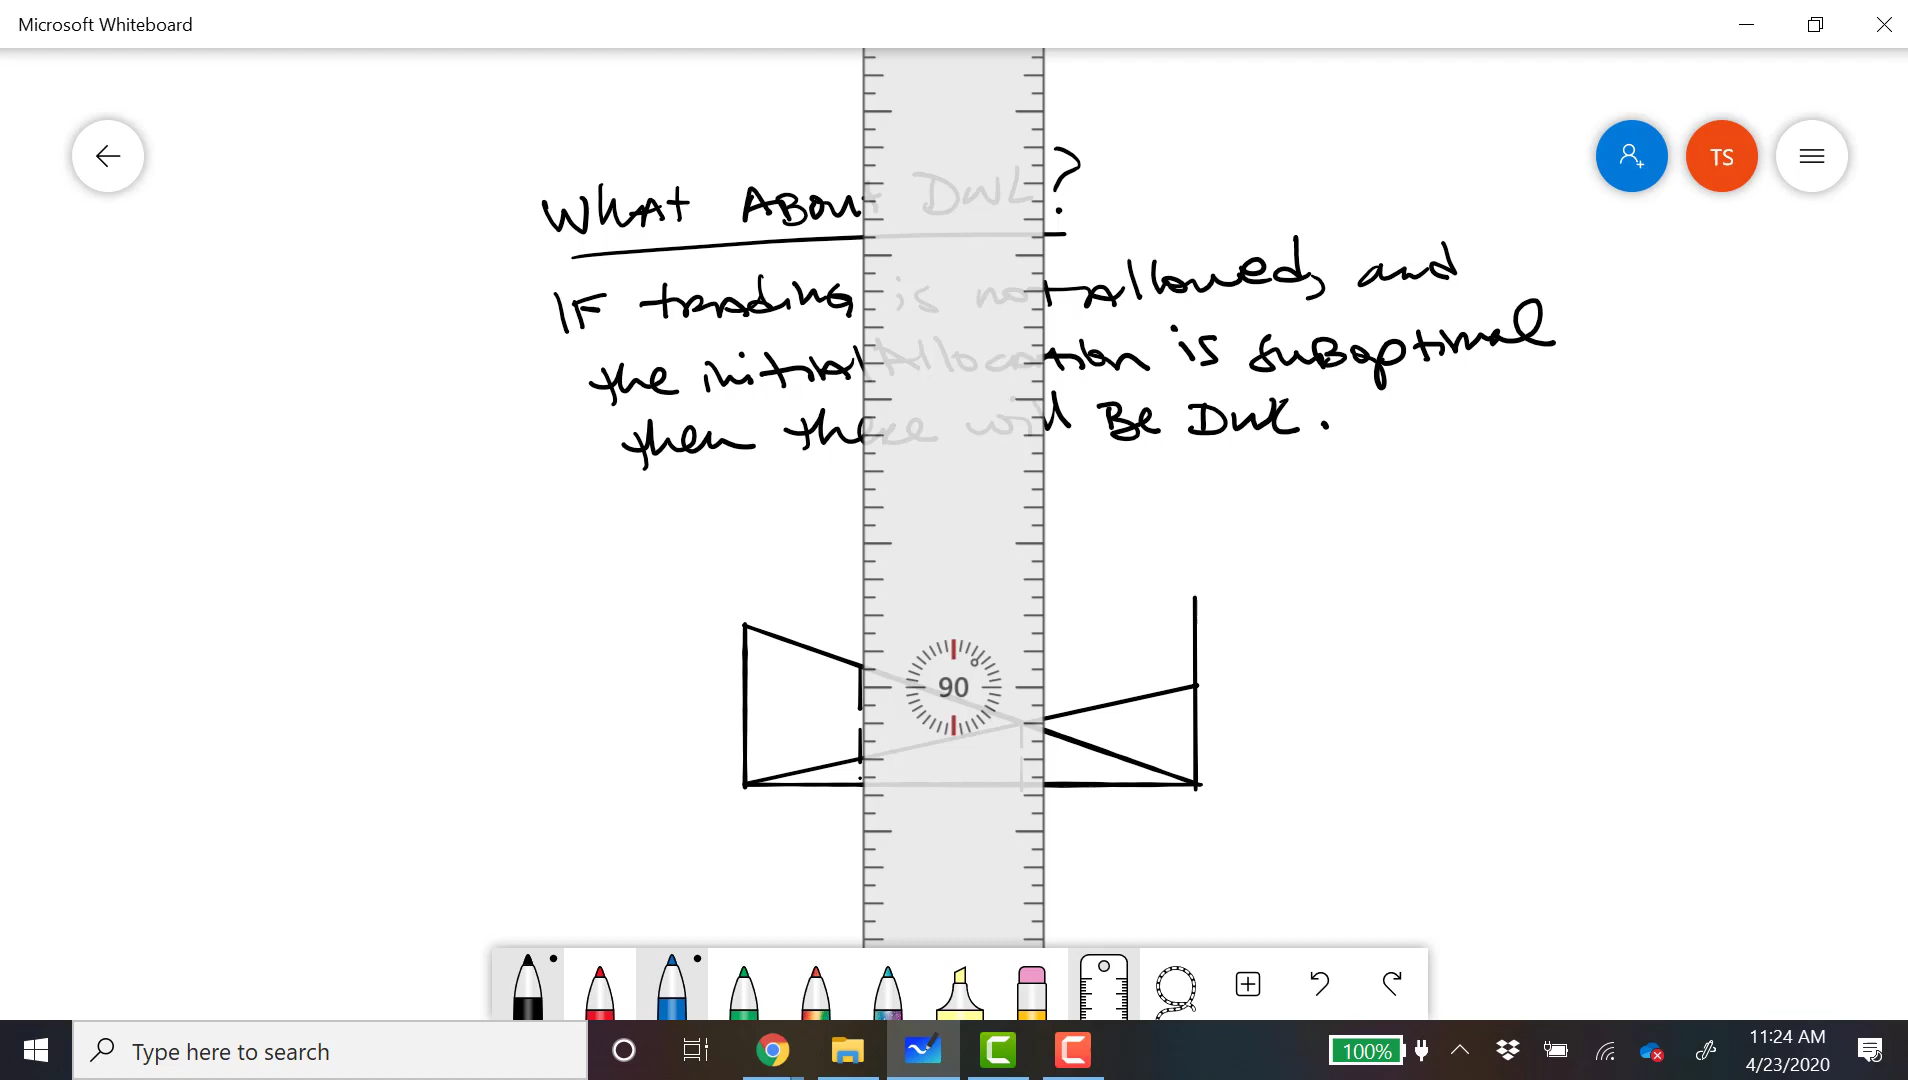 Microsoft Whiteboard
TS
WHAT ABOUT DWL?
IF trading is not allowed, and
the initial Allocation is suboptimal
then there will Be DWL.
90
Type here to search
100%
11:24 AM
4/23/2020